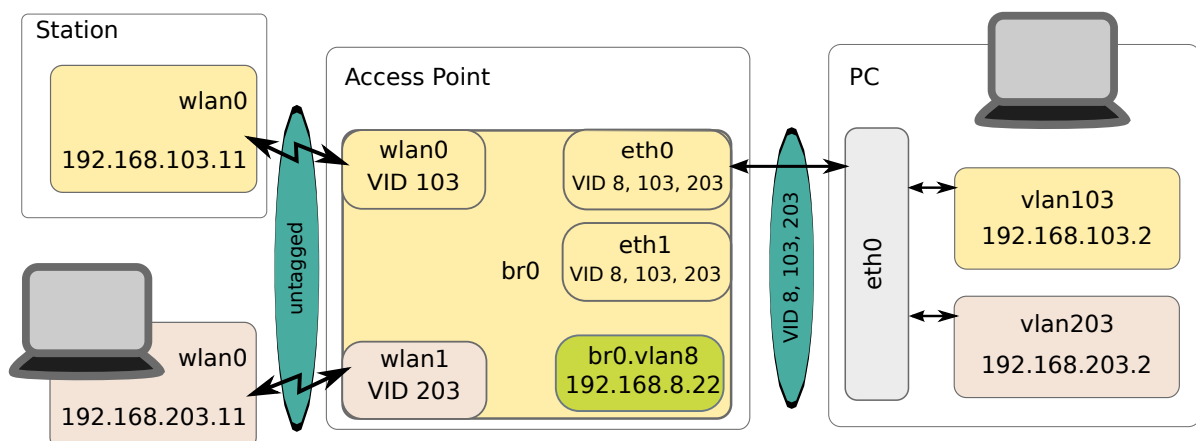 Station
wlan0
192.168.103.11
wlan0
192.168.203.11
untagged
Access Point
wlan0
VID 103
eth0
VID 8, 103, 203
eth1
VID 8, 103, 203
br0
wlan1
VID 203
br0.vlan8
192.168.8.22
VID 8, 103, 203
PC
eth0
vlan103
192.168.103.2
vlan203
192.168.203.2